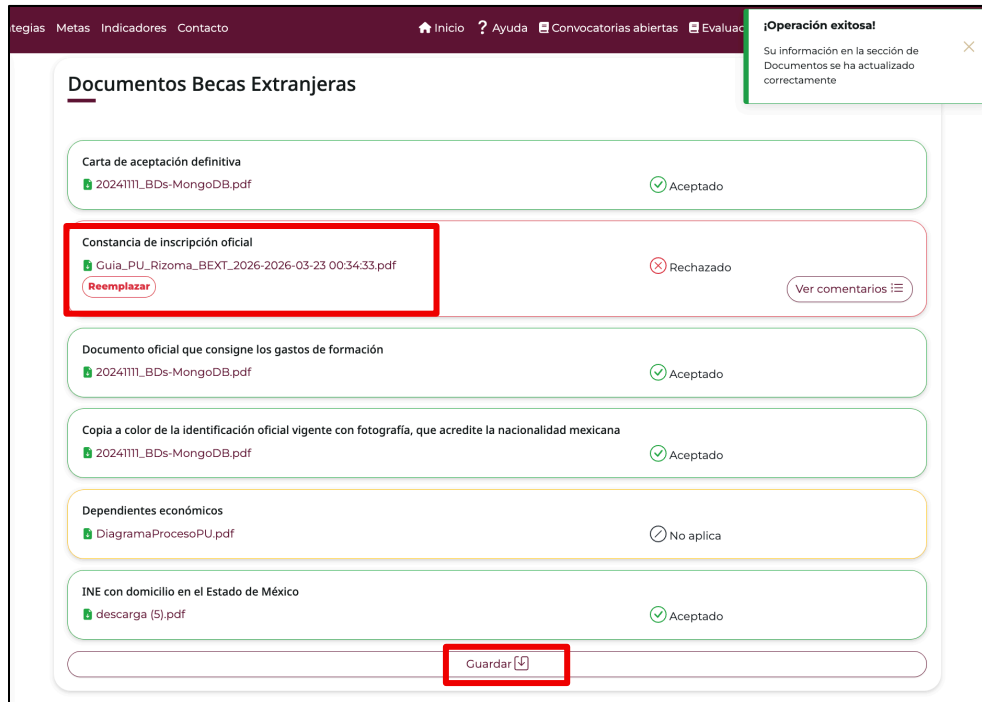 tegias Metas Indicadores Contacto Inicio ? Ayuda Convocatorias abiertas Evaluac
¡Operación exitosa!
Su información en la sección de
Documentos se ha actualizado
correctamente
Documentos Becas Extranjeras
Carta de aceptación definitiva
20241111_BDs-MongoDB.pdf
Aceptado
Constancia de inscripción oficial
Guia_PU_Rizoma_BEXT_2026-2026-03-23 00:34:33.pdf
Rechazado
Reemplazar
Ver comentarios
Documento oficial que consigne los gastos de formación
20241111_BDs-MongoDB.pdf
Aceptado
Copia a color de la identificación oficial vigente con fotografía, que acredite la nacionalidad mexicana
20241111_BDs-MongoDB.pdf
Aceptado
Dependientes económicos
DiagramaProcesoPU.pdf
No aplica
INE con domicilio en el Estado de México
descarga (5).pdf
Aceptado
Guardar